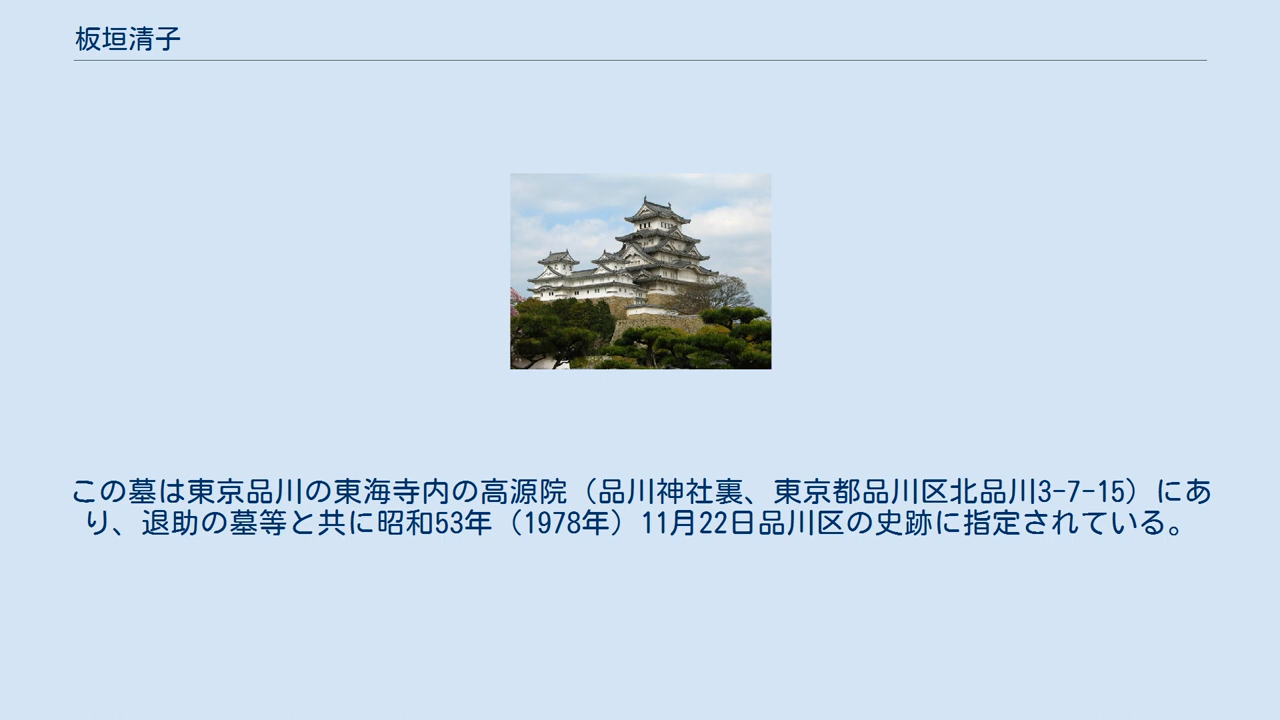 板垣清子
この墓は東京品川の東海寺内の高源院（品川神社裏、東京都品川区北品川3-7-15）にあ
り、退助の墓等と共に昭和53年（1978年）11月22日品川区の史跡に指定されている。